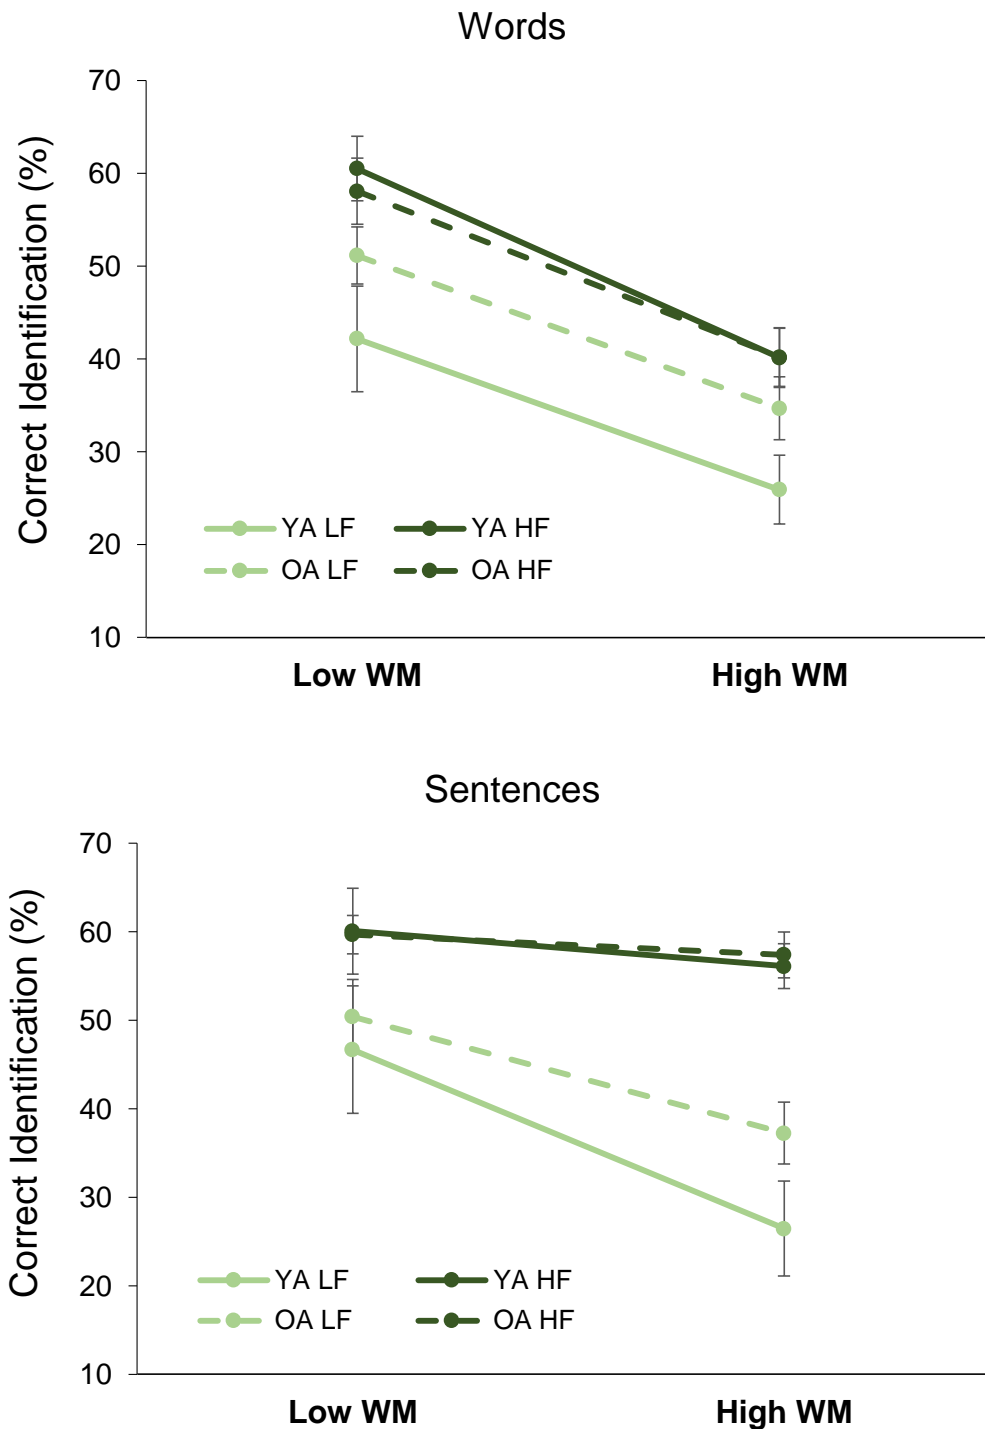 Words
Correct Identification (%)
70
60
50
40
30
20
10
YA LF YA HF
OA LF OA HF
Low WM High WM
Sentences
Correct Identification (%)
70
60
50
40
30
20
10
YA LF YA HF
OA LF OA HF
Low WM High WM